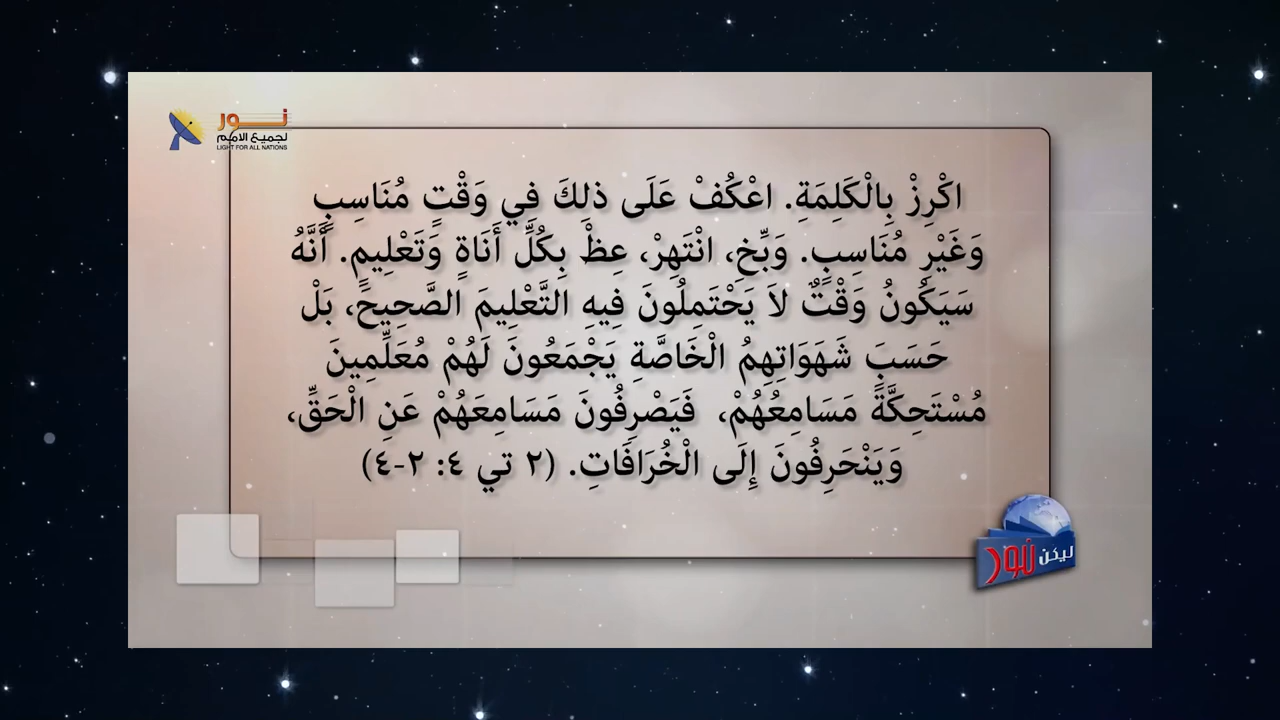 نور
لجميع الامم
LIGHT FOR ALL NATIONS
اكْرِزْ بِالْكَلِمَةِ. اعْكُفْ عَلَى ذلِكَ فِي وَقْتٍ مُنَاسِبٍ
وَغَيْرِ مُنَاسِبٍ. وَبِّخِ، انْتَهِرْ، عِظْ بِكُلِّ أَنَاةٍ وَتَعْلِيمٍ. أَنَّهُ
سَيَكُونُ وَقْتٌ لاَ يَحْتَمِلُونَ فِيهِ التَّعْلِيمَ الصَّحِيحَ، بَلْ
حَسَبَ شَهَوَاتِهِمُ الْخَاصَّةِ يَجْمَعُونَ لَهُمْ مُعَلِّمِينَ
مُسْتَحِكَّةً مَسَامِعُهُمْ، فَيَصْرِفُونَ مَسَامِعَهُمْ عَنِ الْحَقِّ،
وَيَنْحَرِفُونَ إِلَى الْخُرَافَاتِ. (٢ تي ٤: ٢-٤)
ليكن نور